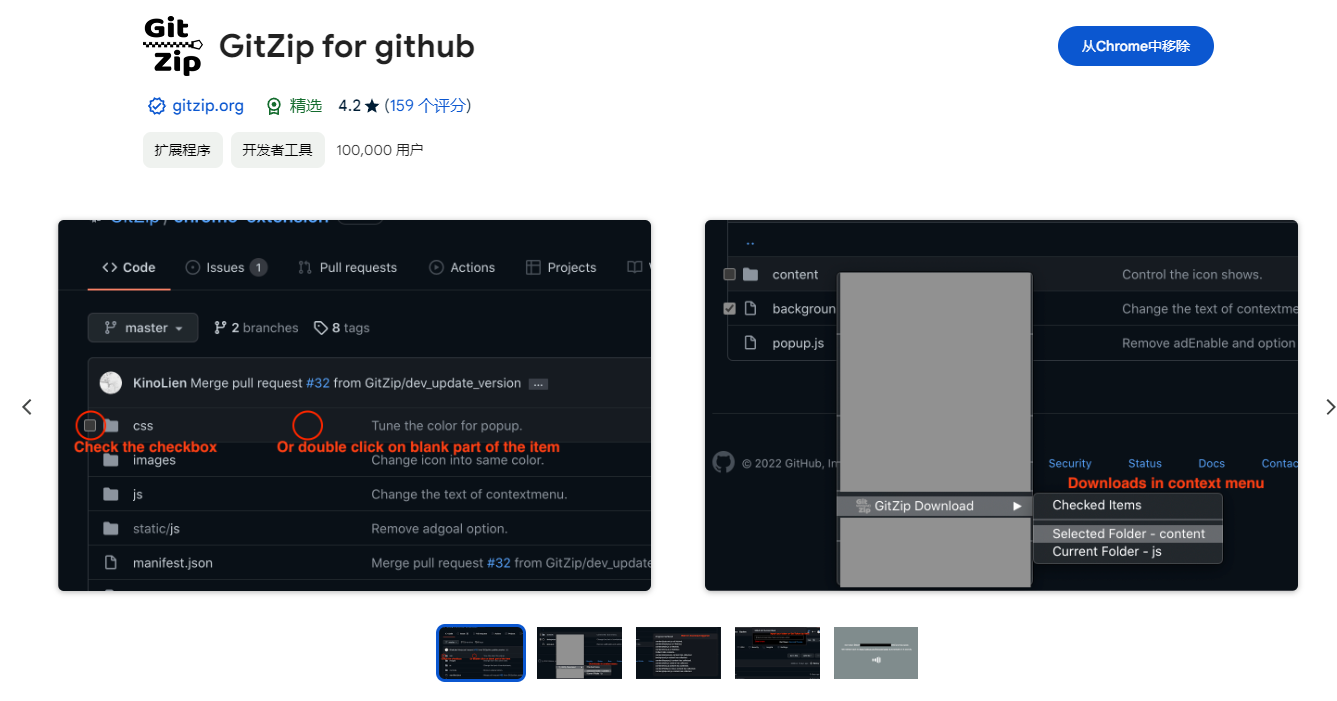 Git
Zip
GitZip for github
从Chrome中移除
gitzip.org
精选
4.2 ★ (159 个评分)
扩展程序
开发者工具
100,000 用户
GitZip / chrome-extension
Code
Issues 1
Pull requests
Actions
Projects
master
2 branches
8 tags
KinoLien Merge pull request #32 from GitZip/dev_update_version ...
css
Tune the color for popup.
Check the checkbox
Or double click on blank part of the item
images
Change icon into same color.
js
Change the text of contextmenu.
static/js
Remove adgoal option.
manifest.json
Merge pull request #32 from GitZip/dev_update
..
content
Control the icon shows.
backgroun
Change the text of contextme
popup.js
Remove adEnable and option
© 2022 GitHub, In
Security
Status
Docs
Contac
Downloads in context menu
GitZip Download
Checked Items
Selected Folder - content
Current Folder - js